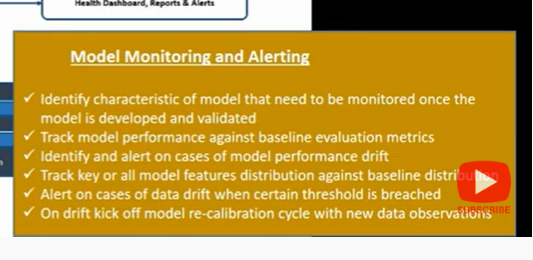 Health Dashboard, Reports & Alerts
Model Monitoring and Alerting
✓ Identify characteristic of model that need to be monitored once the
model is developed and validated
✓ Track model performance against baseline evaluation metrics
✓ Identify and alert on cases of model performance drift
✓ Track key or all model features distribution against baseline distribution
✓ Alert on cases of data drift when certain threshold is breached
✓ On drift kick off model re-calibration cycle with new data observations
SUBSCRIBE